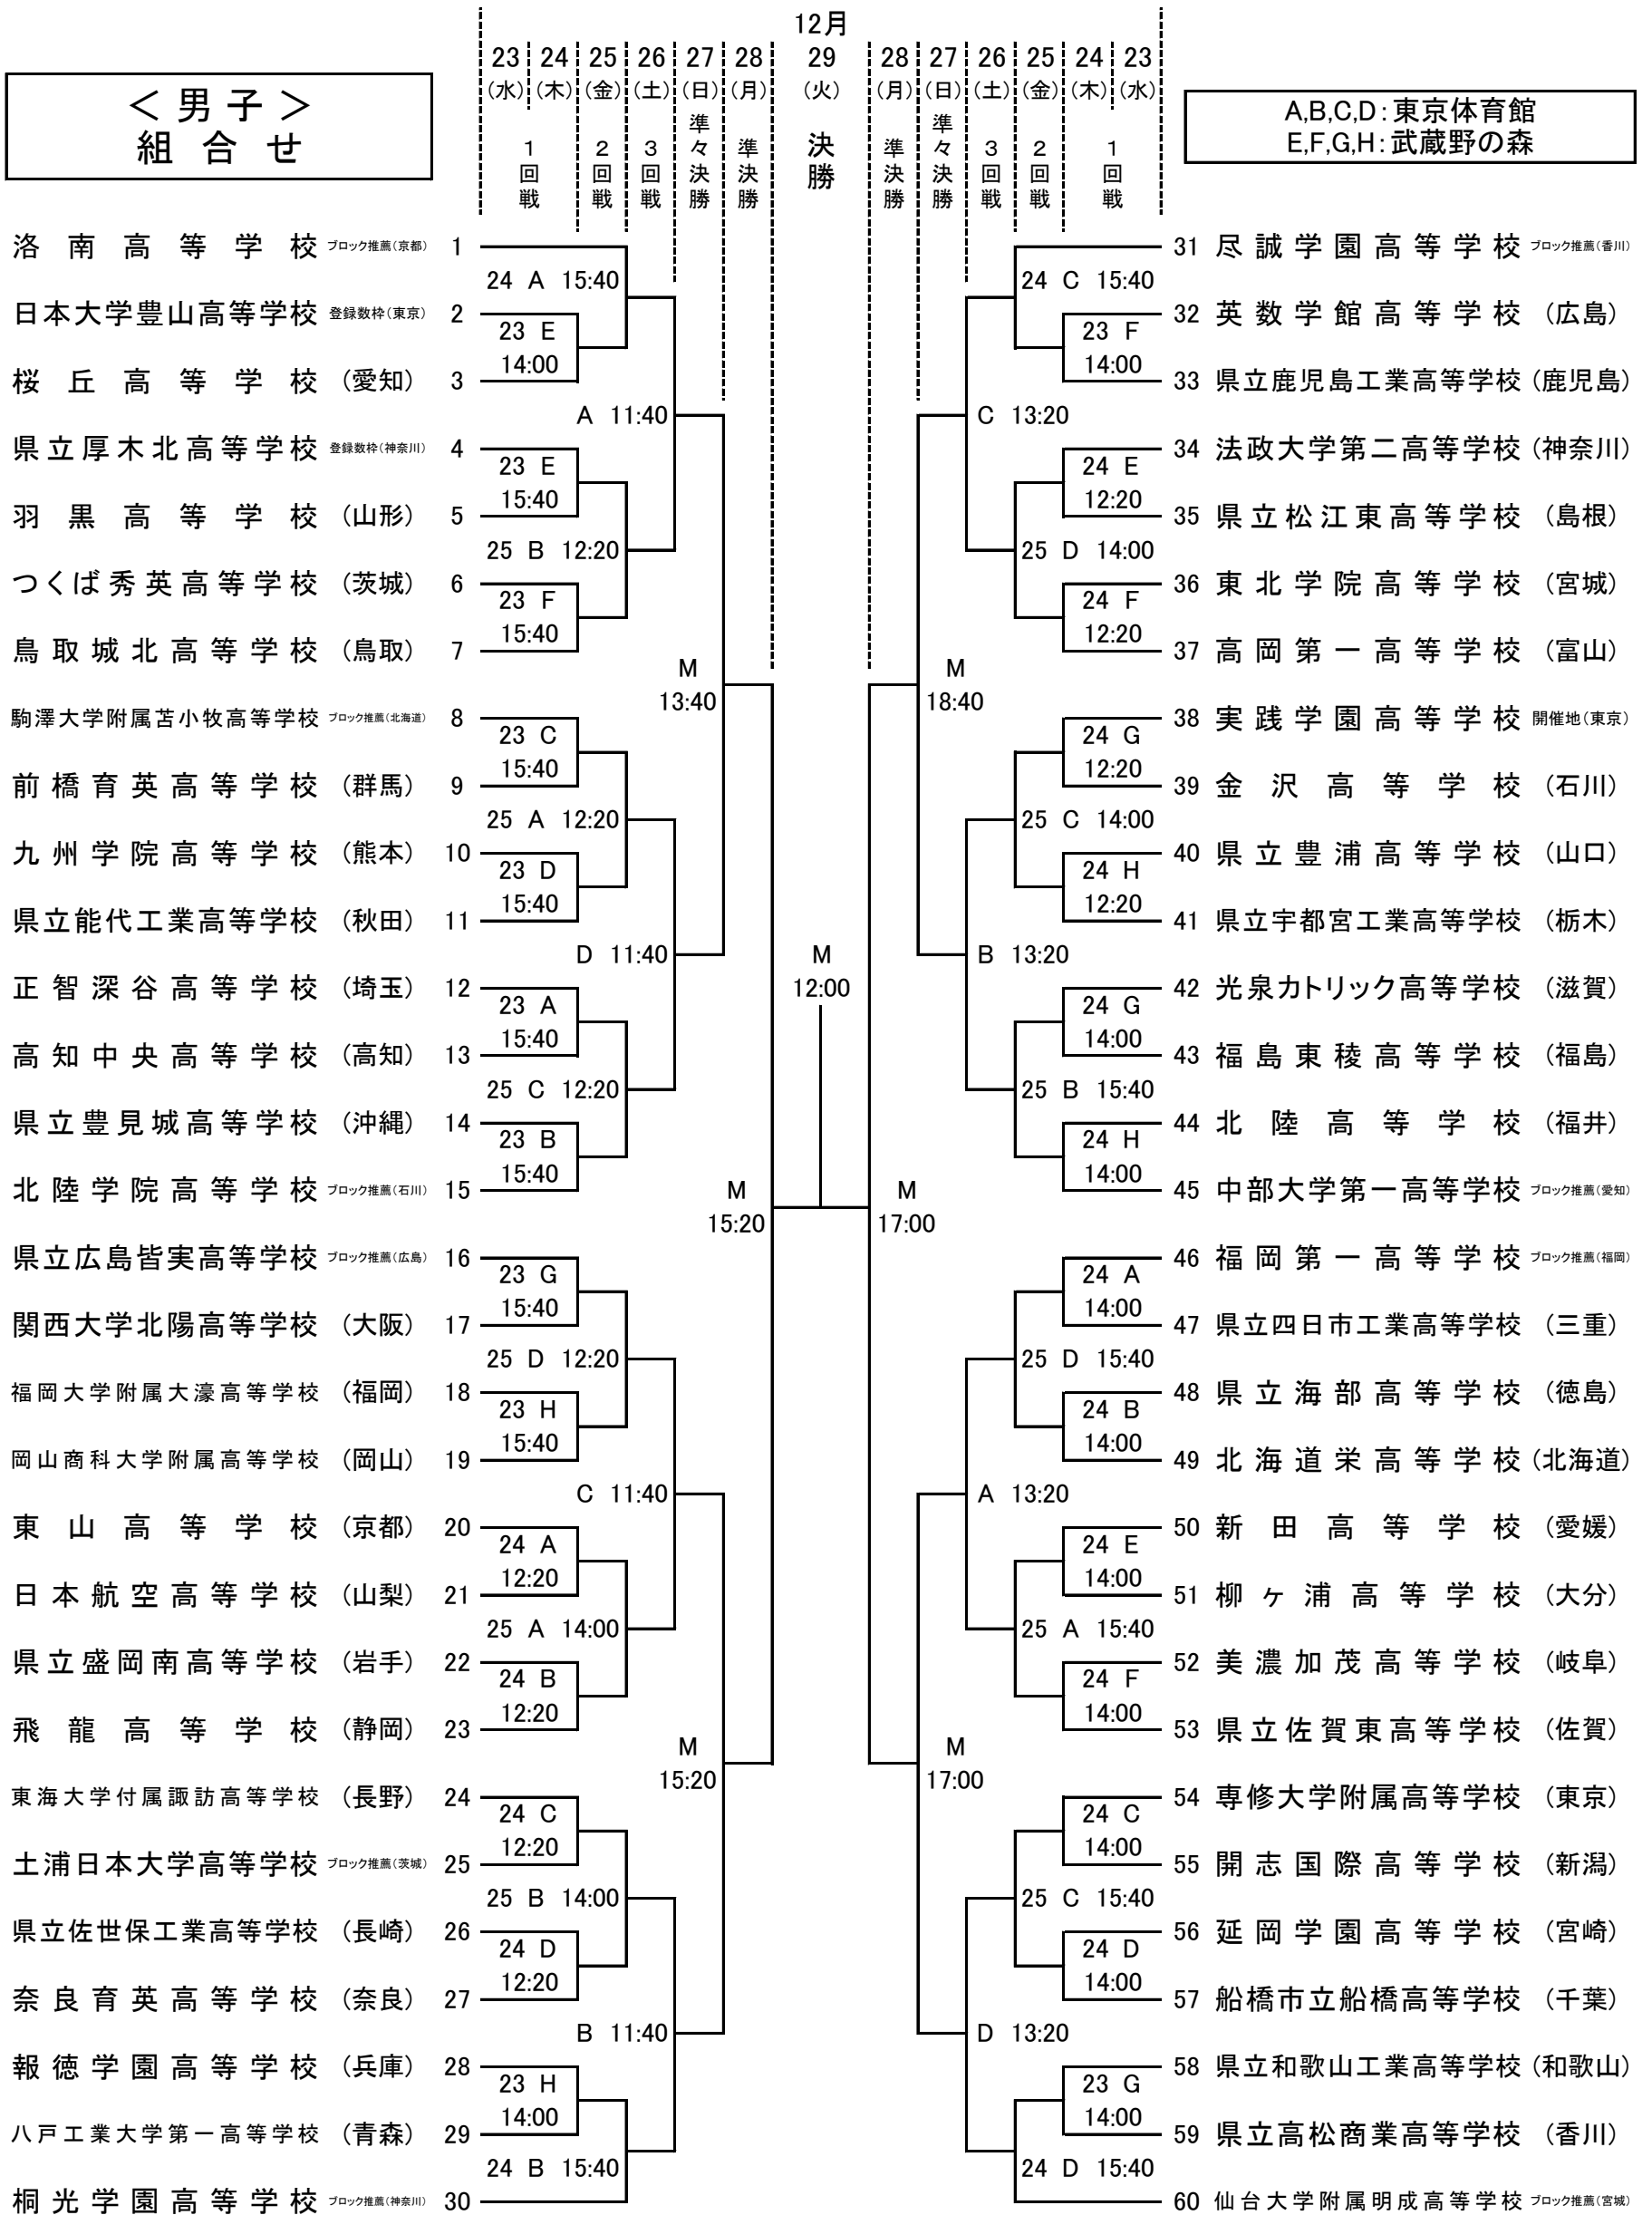 12月
23 24 25 26 27 28 29 28 27 26 25 24 23
(水) (木) (金) (土) (日) (月) (火) (月) (日) (土) (金) (木) (水)
1回戦 2回戦 3回戦 準々決勝 準決勝 決勝 準決勝 準々決勝 3回戦 2回戦 1回戦
＜男子＞
組合せ
A,B,C,D：東京体育館
E,F,G,H：武蔵野の森
洛南高等学校 ブロック推薦(京都) 1
24 A 15:40
日本大学豊山高等学校 登録数枠(東京) 2
23 E
14:00
桜丘高等学校 (愛知) 3
A 11:40
県立厚木北高等学校 登録数枠(神奈川) 4
23 E
15:40
羽黒高等学校 (山形) 5
25 B 12:20
つくば秀英高等学校 (茨城) 6
23 F
15:40
鳥取城北高等学校 (鳥取) 7
M
13:40
駒澤大学附属苫小牧高等学校 ブロック推薦(北海道) 8
23 C
15:40
前橋育英高等学校 (群馬) 9
25 A 12:20
九州学院高等学校 (熊本) 10
23 D
15:40
県立能代工業高等学校 (秋田) 11
D 11:40
正智深谷高等学校 (埼玉) 12
23 A
15:40
高知中央高等学校 (高知) 13
25 C 12:20
県立豊見城高等学校 (沖縄) 14
23 B
15:40
北陸学院高等学校 ブロック推薦(石川) 15
M
15:20
県立広島皆実高等学校 ブロック推薦(広島) 16
23 G
15:40
関西大学北陽高等学校 (大阪) 17
25 D 12:20
福岡大学附属大濠高等学校 (福岡) 18
23 H
15:40
岡山商科大学附属高等学校 (岡山) 19
C 11:40
東山高等学校 (京都) 20
24 A
12:20
日本航空高等学校 (山梨) 21
25 A 14:00
県立盛岡南高等学校 (岩手) 22
24 B
12:20
飛龍高等学校 (静岡) 23
M
15:20
東海大学付属諏訪高等学校 (長野) 24
24 C
12:20
土浦日本大学高等学校 ブロック推薦(茨城) 25
25 B 14:00
県立佐世保工業高等学校 (長崎) 26
24 D
12:20
奈良育英高等学校 (奈良) 27
B 11:40
報徳学園高等学校 (兵庫) 28
23 H
14:00
八戸工業大学第一高等学校 (青森) 29
24 B 15:40
桐光学園高等学校 ブロック推薦(神奈川) 30
M
12:00
31 尽誠学園高等学校 ブロック推薦(香川)
24 C 15:40
32 英数学館高等学校 (広島)
23 F
14:00
33 県立鹿児島工業高等学校 (鹿児島)
C 13:20
34 法政大学第二高等学校 (神奈川)
24 E
12:20
35 県立松江東高等学校 (島根)
25 D 14:00
36 東北学院高等学校 (宮城)
24 F
12:20
37 高岡第一高等学校 (富山)
M
18:40
38 実践学園高等学校 開催地(東京)
24 G
12:20
39 金沢高等学校 (石川)
25 C 14:00
40 県立豊浦高等学校 (山口)
24 H
12:20
41 県立宇都宮工業高等学校 (栃木)
B 13:20
42 光泉カトリック高等学校 (滋賀)
24 G
14:00
43 福島東稜高等学校 (福島)
25 B 15:40
44 北陸高等学校 (福井)
24 H
14:00
45 中部大学第一高等学校 ブロック推薦(愛知)
M
17:00
46 福岡第一高等学校 ブロック推薦(福岡)
24 A
14:00
47 県立四日市工業高等学校 (三重)
25 D 15:40
48 県立海部高等学校 (徳島)
24 B
14:00
49 北海道栄高等学校 (北海道)
A 13:20
50 新田高等学校 (愛媛)
24 E
14:00
51 柳ヶ浦高等学校 (大分)
25 A 15:40
52 美濃加茂高等学校 (岐阜)
24 F
14:00
53 県立佐賀東高等学校 (佐賀)
M
17:00
54 専修大学附属高等学校 (東京)
24 C
14:00
55 開志国際高等学校 (新潟)
25 C 15:40
56 延岡学園高等学校 (宮崎)
24 D
14:00
57 船橋市立船橋高等学校 (千葉)
D 13:20
58 県立和歌山工業高等学校 (和歌山)
23 G
14:00
59 県立高松商業高等学校 (香川)
24 D 15:40
60 仙台大学附属明成高等学校 ブロック推薦(宮城)